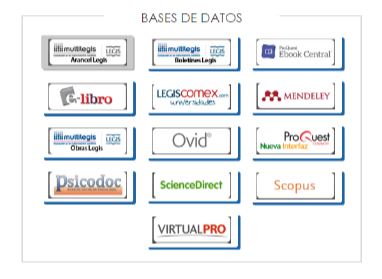 BASES DE DATOS
multilegis LEGIS
Arancel Legis
multilegis LEGIS
Boletines Legis
ProQuest
Ebook Central
e-libro
LEGISCOMEX.com
universidades
MENDELEY
multilegis LEGIS
Obras Legis
Ovid®
ProQuest
Nueva Interfaz
Psicodoc
ScienceDirect
Scopus
VIRTUALPRO